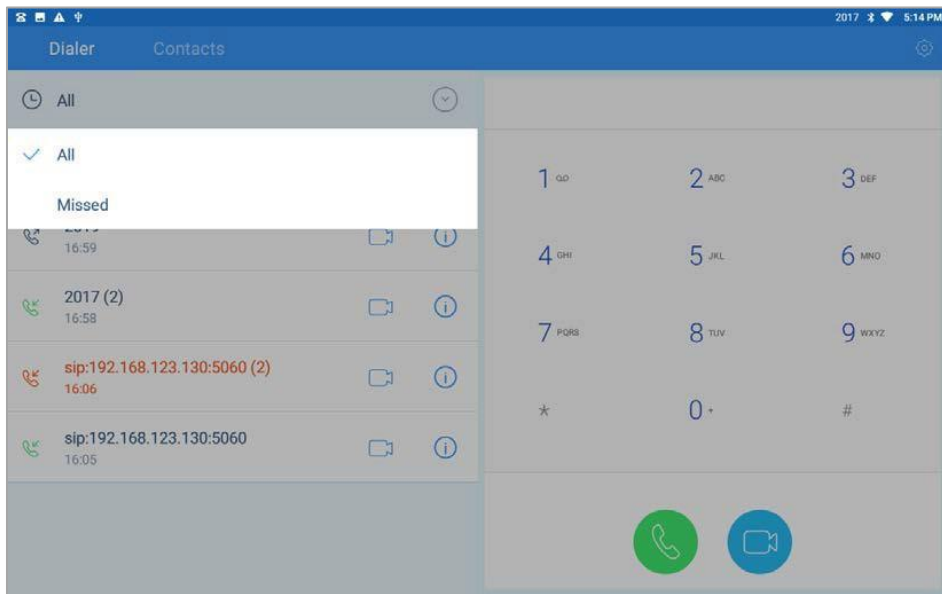 2017 5:14 PM
Dialer Contacts
All
All
Missed
16:59
2017 (2)
16:58
sip:192.168.123.130:5060 (2)
16:06
sip:192.168.123.130:5060
16:05
1
2 ABC
3 DEF
4 GHI
5 JKL
6 MNO
7 PQRS
8 TUV
9 WXYZ
*
0 +
#